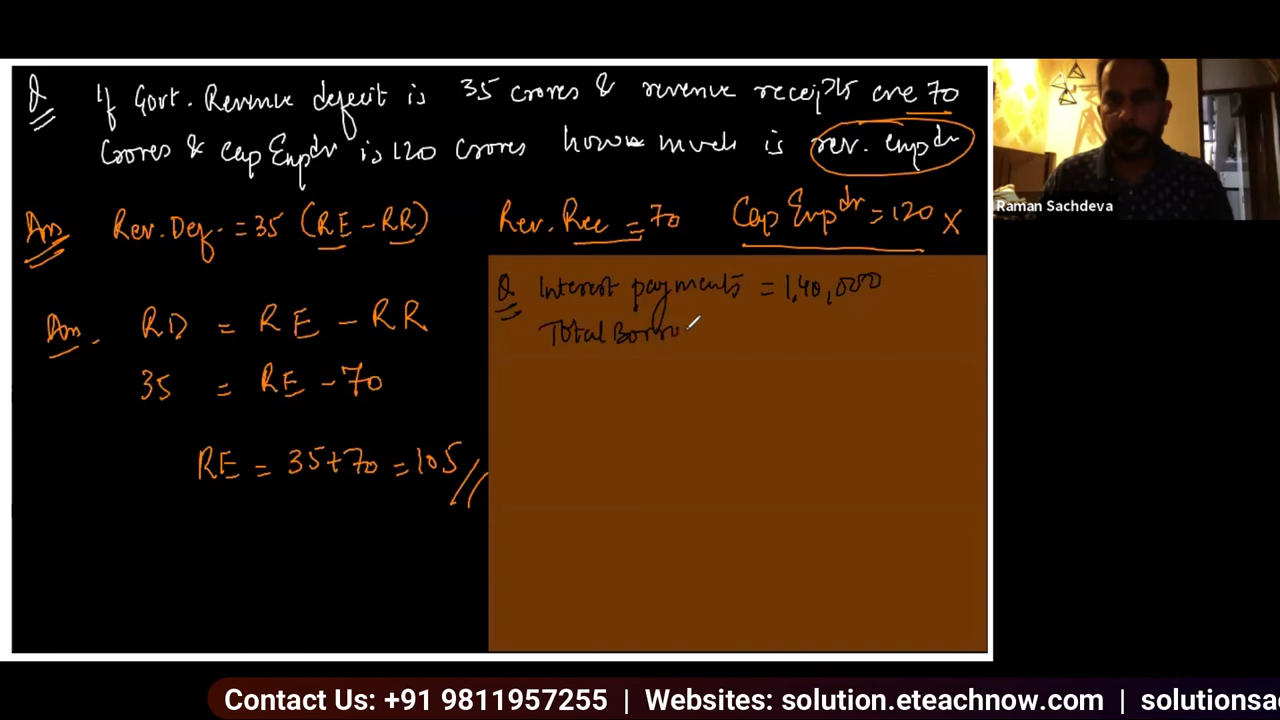 Q If Govt. Revenue deficit is 35 crores & revenue receipts are 70
Crores & Cap Expdr is 120 crores how much is rev. expdr
Ans Rev. Def. = 35 (RE - RR) Rev. Rec = 70 Cap Expdr = 120 X
Ans. RD = RE - RR
35 = RE - 70
RE = 35 + 70 = 105 //
Q Interest payments = 1,40,000
Total Borro
Raman Sachdeva
Contact Us: +91 9811957255 | Websites: solution.eteachnow.com | solutionsa